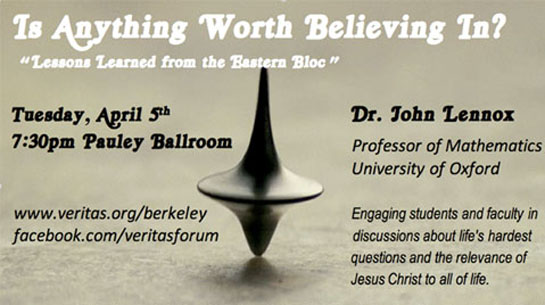 Is Anything Worth Believing In?
"Lessons Learned from the Eastern Bloc"
Tuesday, April 5th
7:30pm Pauley Ballroom
www.veritas.org/berkeley
facebook.com/veritasforum
Dr. John Lennox
Professor of Mathematics
University of Oxford
Engaging students and faculty in
discussions about life's hardest
questions and the relevance of
Jesus Christ to all of life.